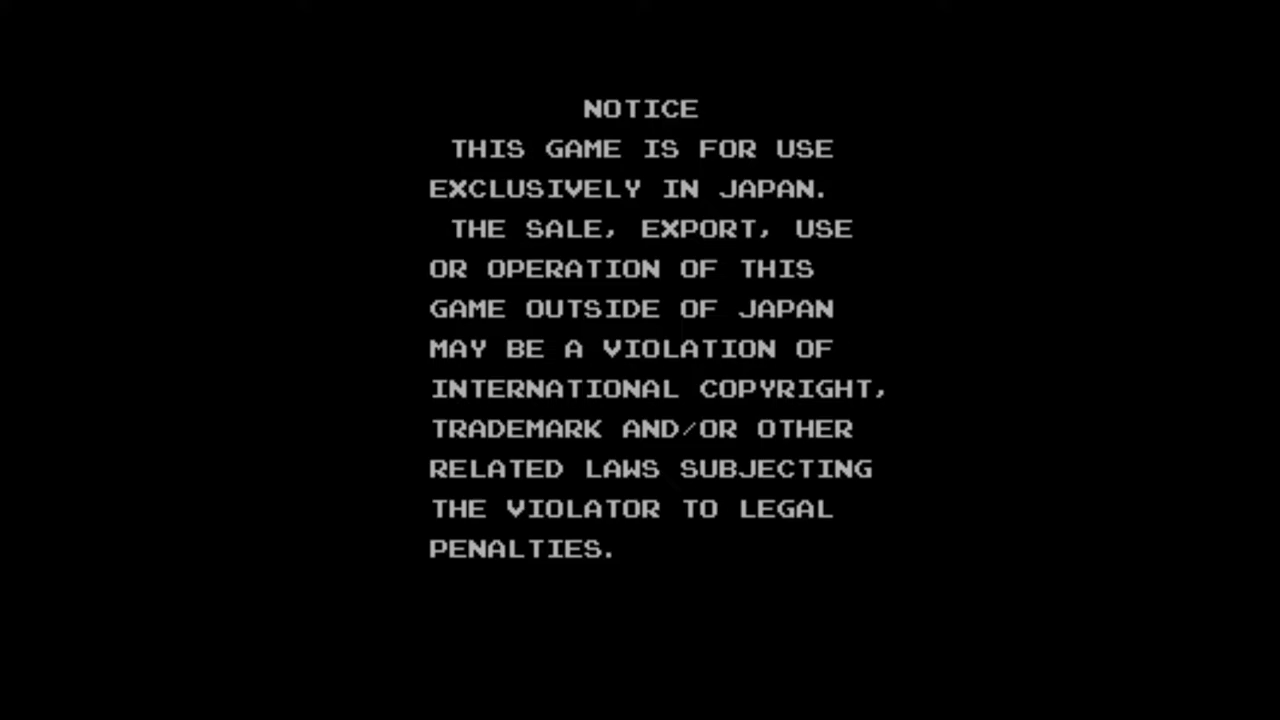 NOTICE
THIS GAME IS FOR USE
EXCLUSIVELY IN JAPAN.
THE SALE, EXPORT, USE
OR OPERATION OF THIS
GAME OUTSIDE OF JAPAN
MAY BE A VIOLATION OF
INTERNATIONAL COPYRIGHT,
TRADEMARK AND/OR OTHER
RELATED LAWS SUBJECTING
THE VIOLATOR TO LEGAL
PENALTIES.